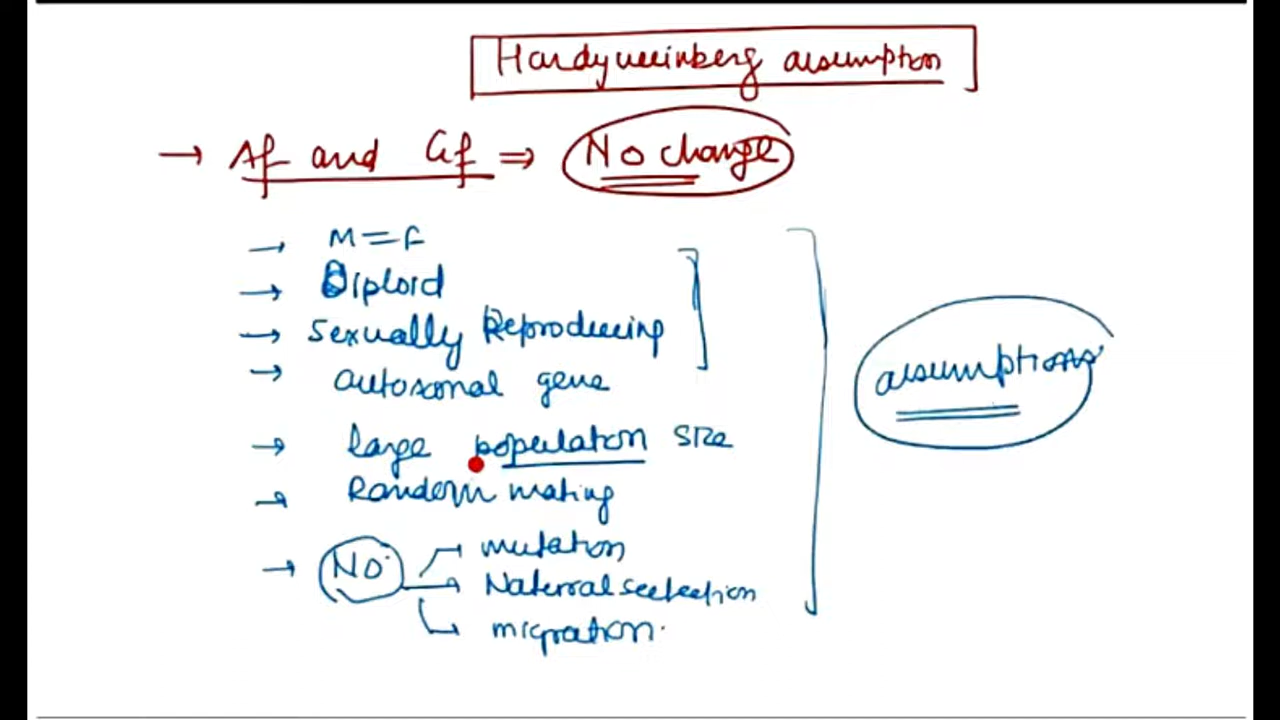 Hardyweinberg assumption
→ Af and Gf ⇒ No change
→ M=F
→ Diploid
→ Sexually Reproducing
→ autosomal gene
→ large population size
→ Random mating
→ NO
mutation
Natural selection
migration.
assumptions